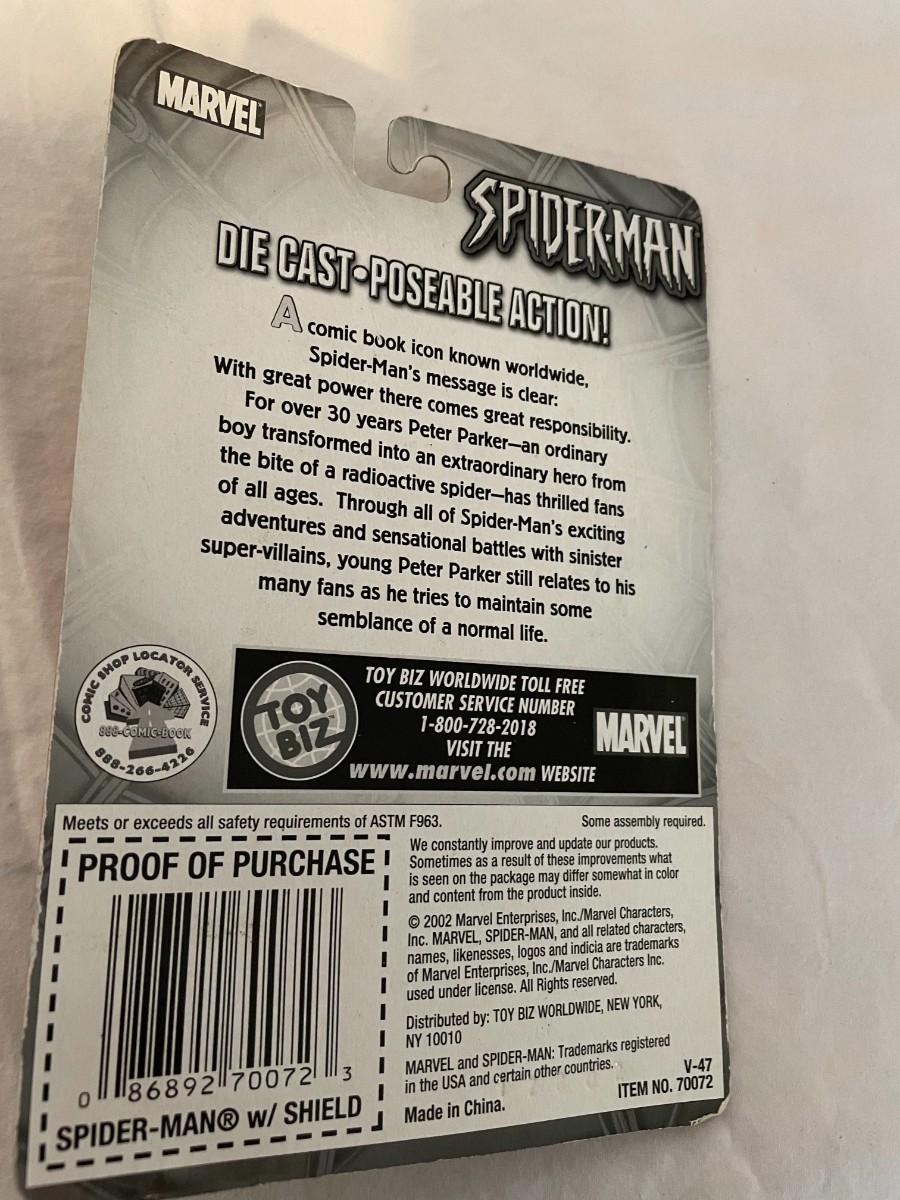 MARVEL
SPIDER-MAN
DIE CAST•POSEABLE ACTION!
A comic book icon known worldwide,
Spider-Man's message is clear:
With great power there comes great responsibility.
For over 30 years Peter Parker—an ordinary
boy transformed into an extraordinary hero from
the bite of a radioactive spider—has thrilled fans
of all ages. Through all of Spider-Man's exciting
adventures and sensational battles with sinister
super-villains, young Peter Parker still relates to his
many fans as he tries to maintain some
semblance of a normal life.
COMIC SHOP LOCATOR SERVICE
888-COMIC-BOOK
888-266-4226
TOY BIZ™
TOY BIZ WORLDWIDE TOLL FREE
CUSTOMER SERVICE NUMBER
1-800-728-2018
VISIT THE
www.marvel.com WEBSITE
MARVEL
Meets or exceeds all safety requirements of ASTM F963.
Some assembly required.
PROOF OF PURCHASE
0 86892 70072 3
SPIDER-MAN® w/ SHIELD
We constantly improve and update our products.
Sometimes as a result of these improvements what
is seen on the package may differ somewhat in color
and content from the product inside.
© 2002 Marvel Enterprises, Inc./Marvel Characters,
Inc. MARVEL, SPIDER-MAN, and all related characters,
names, likenesses, logos and indicia are trademarks
of Marvel Enterprises, Inc./Marvel Characters Inc.
used under license. All Rights reserved.
Distributed by: TOY BIZ WORLDWIDE, NEW YORK,
NY 10010
MARVEL and SPIDER-MAN: Trademarks registered
in the USA and certain other countries.
Made in China.
V-47
ITEM NO. 70072